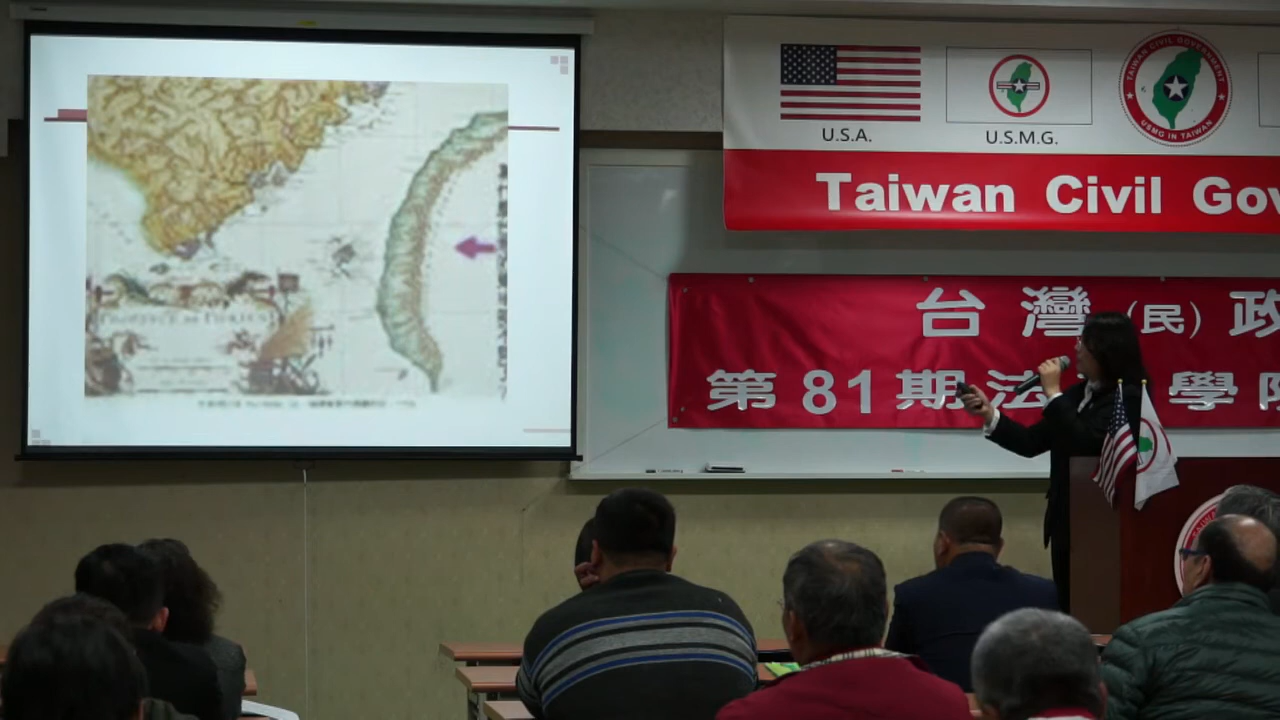 U.S.A.
U.S.M.G.
TAIWAN CIVIL GOVERNMENT
USMG IN TAIWAN
Taiwan Civil Gov
台灣(民)政
第81期法 學院